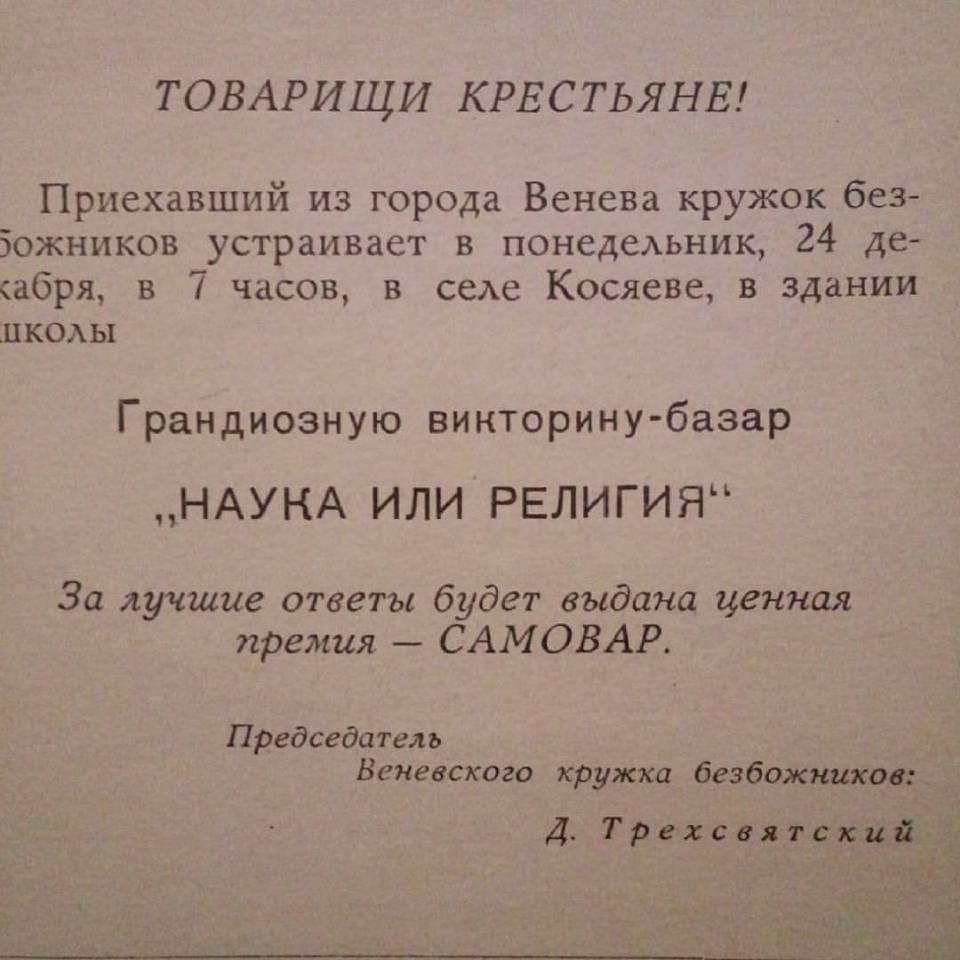 ТОВАРИЩИ КРЕСТЬЯНЕ!
Приехавший из города Венева кружок без-
божников устраивает в понедельник, 24 де-
кабря, в 7 часов, в селе Косяеве, в здании
школы
Грандиозную викторину-базар
„НАУКА ИЛИ РЕЛИГИЯ“
За лучшие ответы будет выдана ценная
премия — САМОВАР.
Председатель
Веневского кружка безбожников:
Д. Трехсвятский